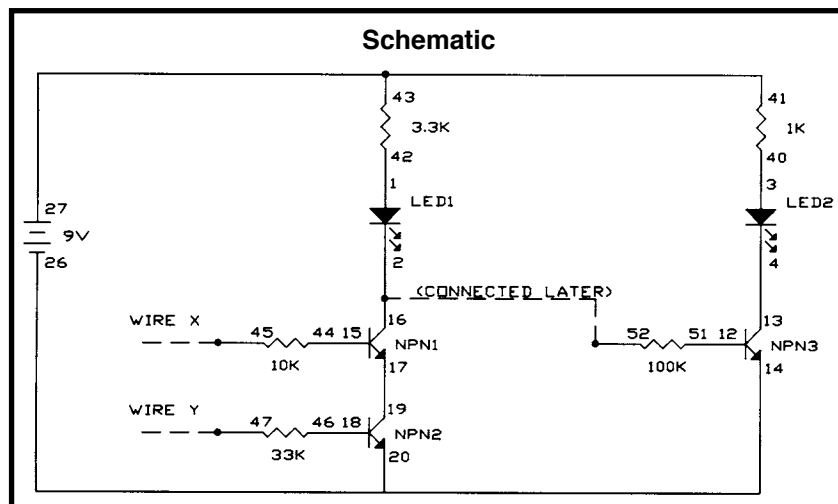 Schematic
43
3.3K
42
1
LED1
2
41
1K
40
3
LED2
4
27
9V
26
(CONNECTED LATER)
WIRE X
45
44 15
10K
16
NPN1
17
52
51 12
100K
13
NPN3
14
WIRE Y
47
46 18
33K
19
NPN2
20